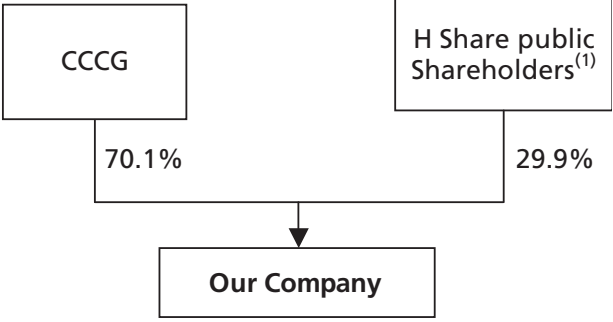 CCCG
H Share public
Shareholders(1)
70.1%
29.9%
Our Company